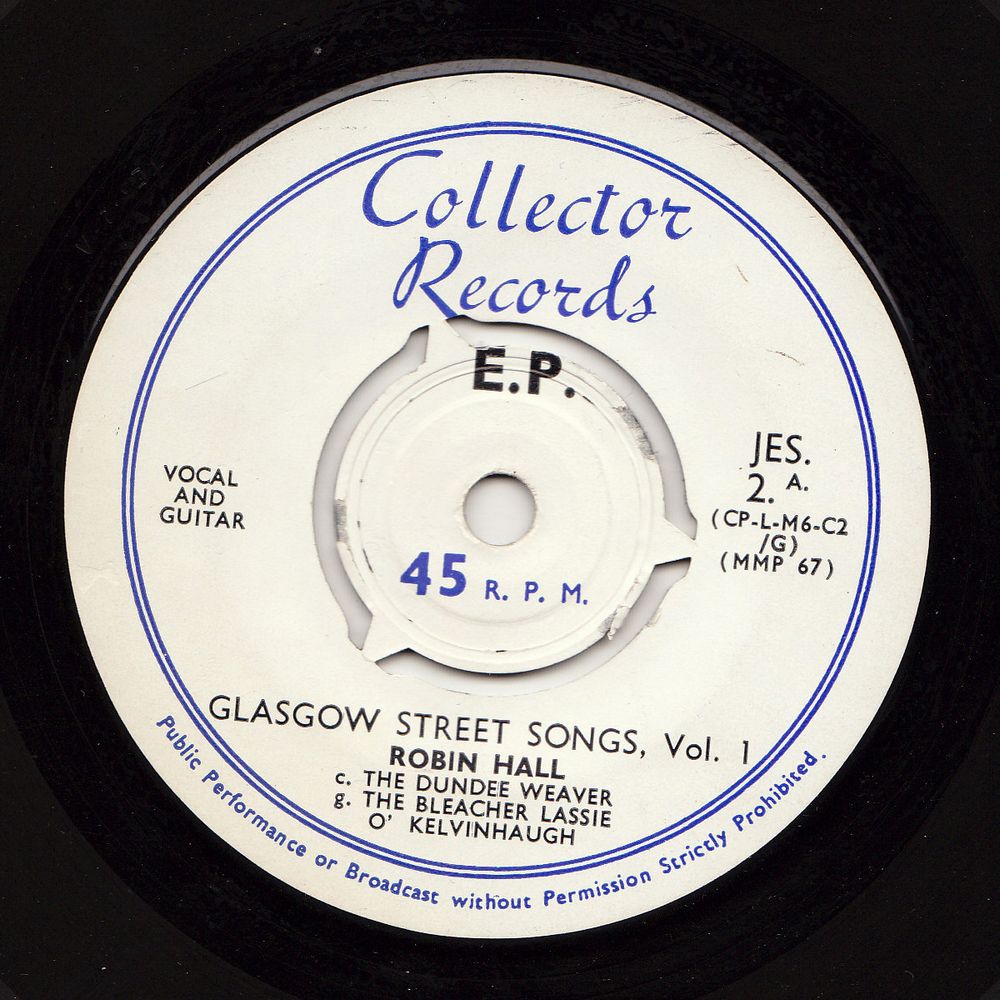 Collector
Records
E.P.
VOCAL
AND
GUITAR
JES.
2. A.
(CP-L-M6-C2
/G)
(MMP 67)
45 R. P. M.
GLASGOW STREET SONGS, Vol. 1
ROBIN HALL
c. THE DUNDEE WEAVER
g. THE BLEACHER LASSIE
O' KELVINHAUGH
Public Performance or Broadcast without Permission Strictly Prohibited.